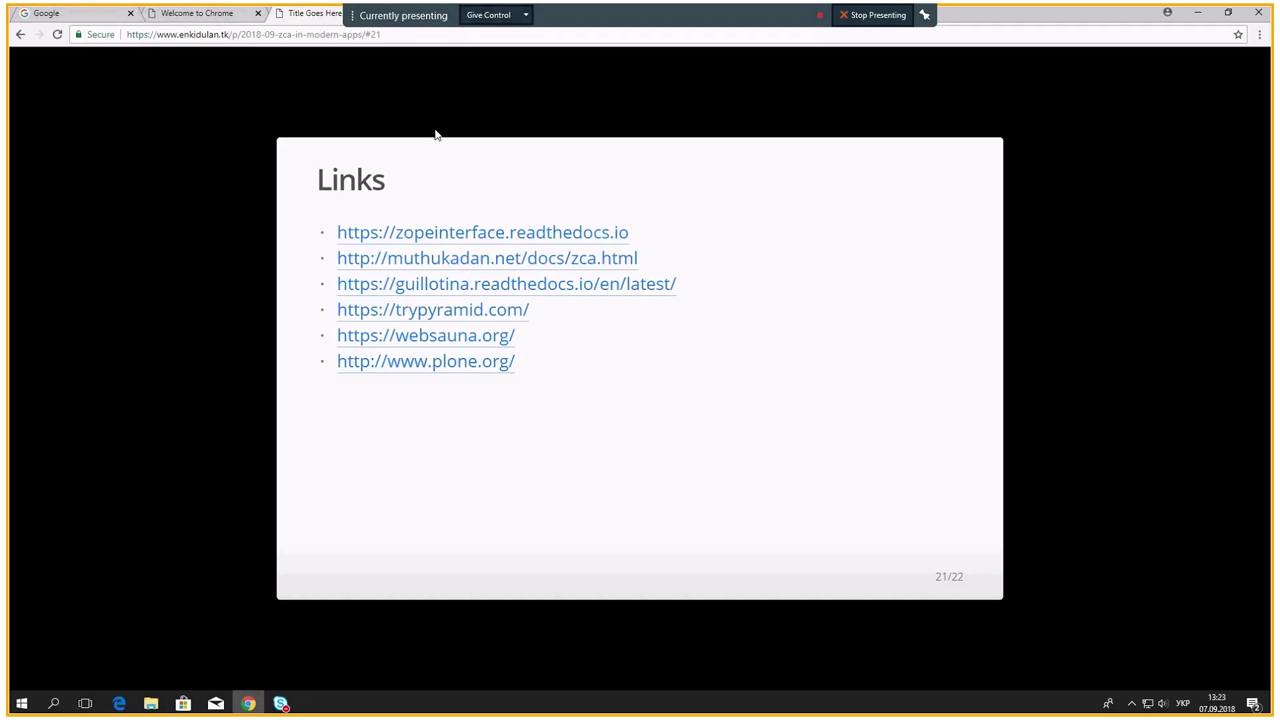 Google
Welcome to Chrome
Title Goes Here
Currently presenting
Give Control
Stop Presenting
Secure
https://www.enkidulan.tk/p/2018-09-zca-in-modern-apps/#21
Links
https://zopeinterface.readthedocs.io
http://muthukadan.net/docs/zca.html
https://guillotina.readthedocs.io/en/latest/
https://trypyramid.com/
https://websauna.org/
http://www.plone.org/
21/22
13:23
УКР
07.09.2018
2